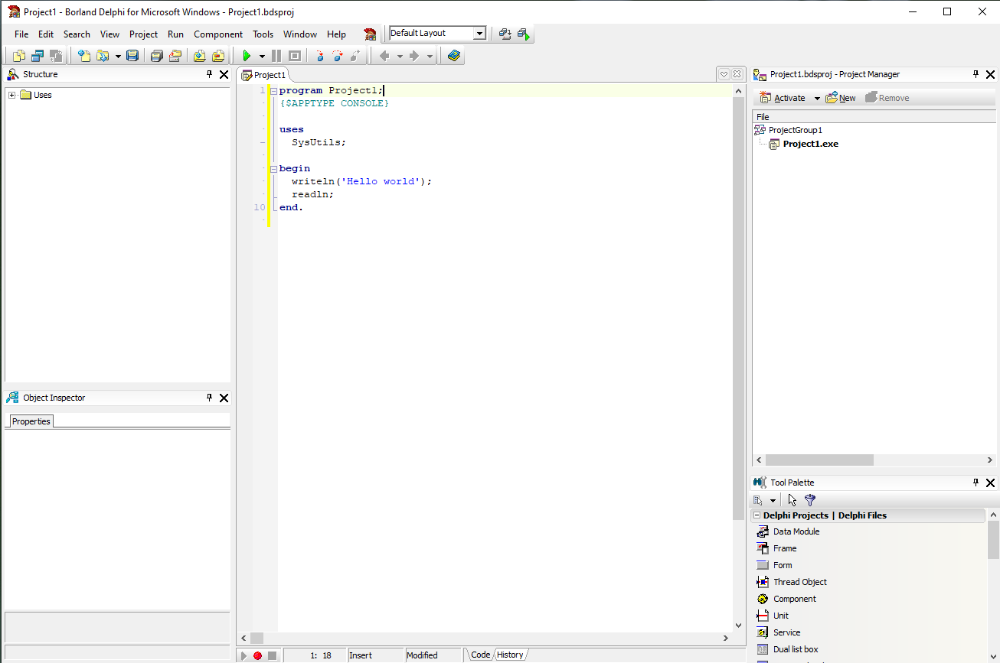 Project1 - Borland Delphi for Microsoft Windows - Project1.bdsproj
File Edit Search View Project Run Component Tools Window Help
Default Layout
Structure
Uses
Object Inspector
Properties
Project1
1 program Project1;
{$APPTYPE CONSOLE}
uses
SysUtils;
begin
writeln('Hello world');
readln;
10 end.
1: 18 Insert Modified Code History
Project1.bdsproj - Project Manager
Activate New Remove
File
ProjectGroup1
Project1.exe
Tool Palette
Delphi Projects | Delphi Files
Data Module
Frame
Form
Thread Object
Component
Unit
Service
Dual list box